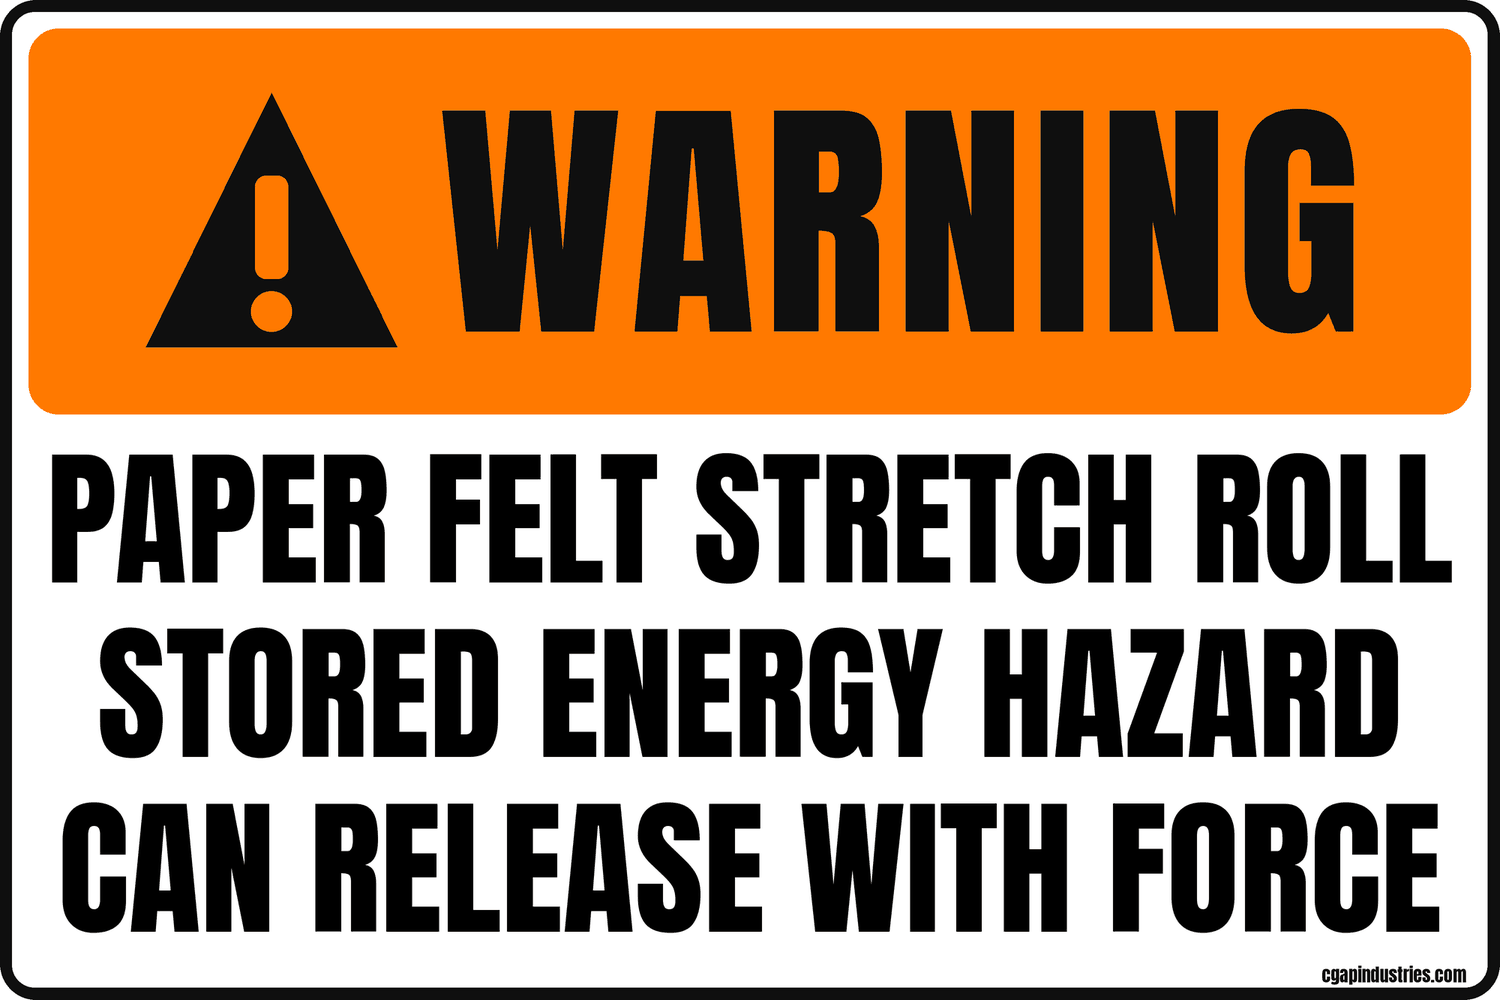 WARNING
PAPER FELT STRETCH ROLL
STORED ENERGY HAZARD
CAN RELEASE WITH FORCE
cgapindustries.com